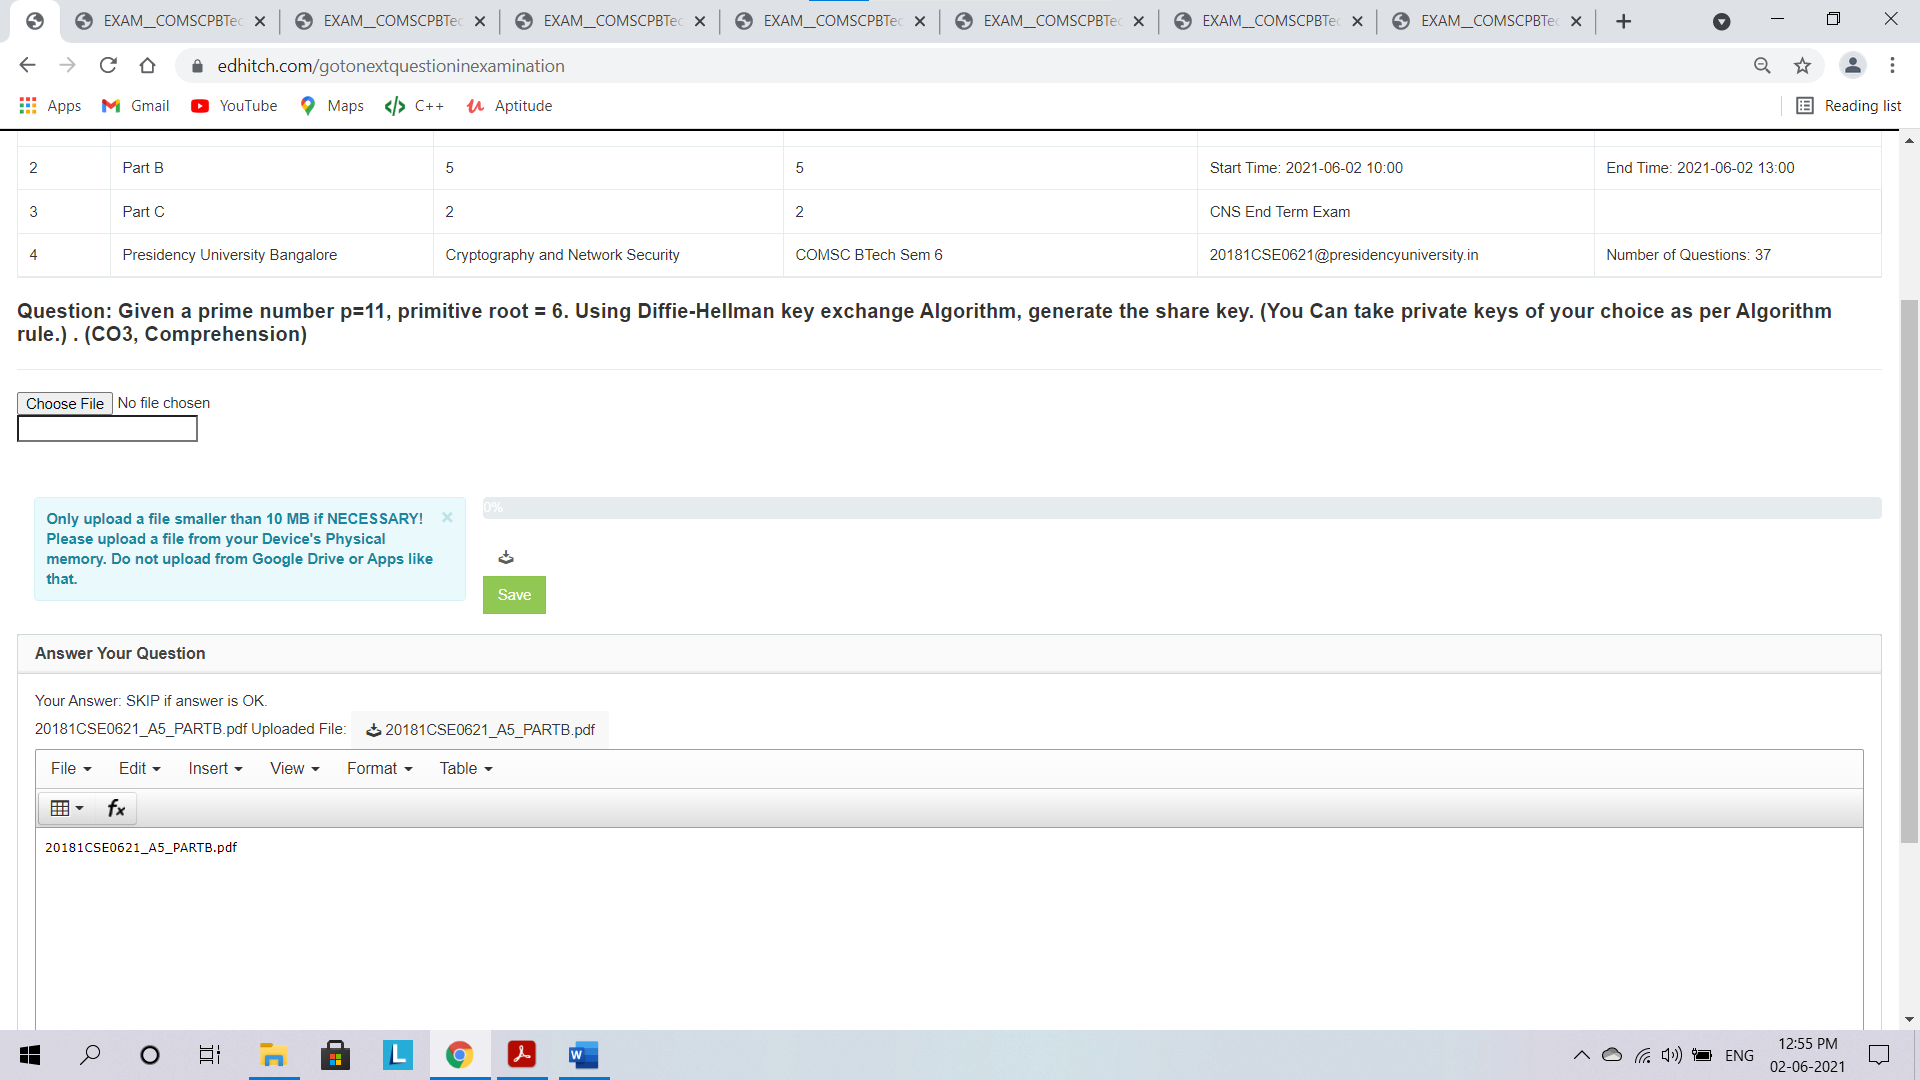 EXAM__COMSCPBTec EXAM__COMSCPBTec EXAM__COMSCPBTec EXAM__COMSCPBTec EXAM__COMSCPBTec EXAM__COMSCPBTec EXAM__COMSCPBTec
edhitch.com/gotonextquestioninexamination
Apps Gmail YouTube Maps C++ Aptitude Reading list
2 Part B 5 5 Start Time: 2021-06-02 10:00 End Time: 2021-06-02 13:00
3 Part C 2 2 CNS End Term Exam
4 Presidency University Bangalore Cryptography and Network Security COMSC BTech Sem 6 20181CSE0621@presidencyuniversity.in Number of Questions: 37
Question: Given a prime number p=11, primitive root = 6. Using Diffie-Hellman key exchange Algorithm, generate the share key. (You Can take private keys of your choice as per Algorithm
rule.) . (CO3, Comprehension)
Choose File No file chosen
Only upload a file smaller than 10 MB if NECESSARY! ×
Please upload a file from your Device's Physical
memory. Do not upload from Google Drive or Apps like
that.
0%
Save
Answer Your Question
Your Answer: SKIP if answer is OK.
20181CSE0621_A5_PARTB.pdf Uploaded File: 20181CSE0621_A5_PARTB.pdf
File Edit Insert View Format Table
fx
20181CSE0621_A5_PARTB.pdf
L W ENG 12:55 PM
02-06-2021